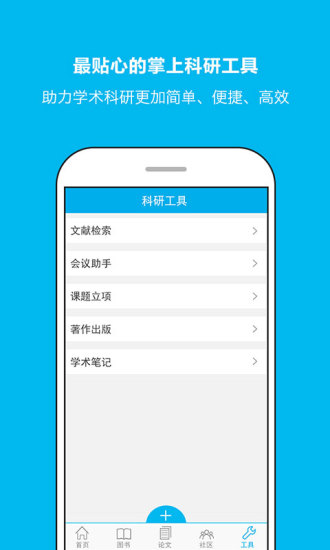 最贴心的掌上科研工具
助力学术科研更加简单、便捷、高效
科研工具
文献检索
会议助手
课题立项
著作出版
学术笔记
首页 图书 论文 社区 工具